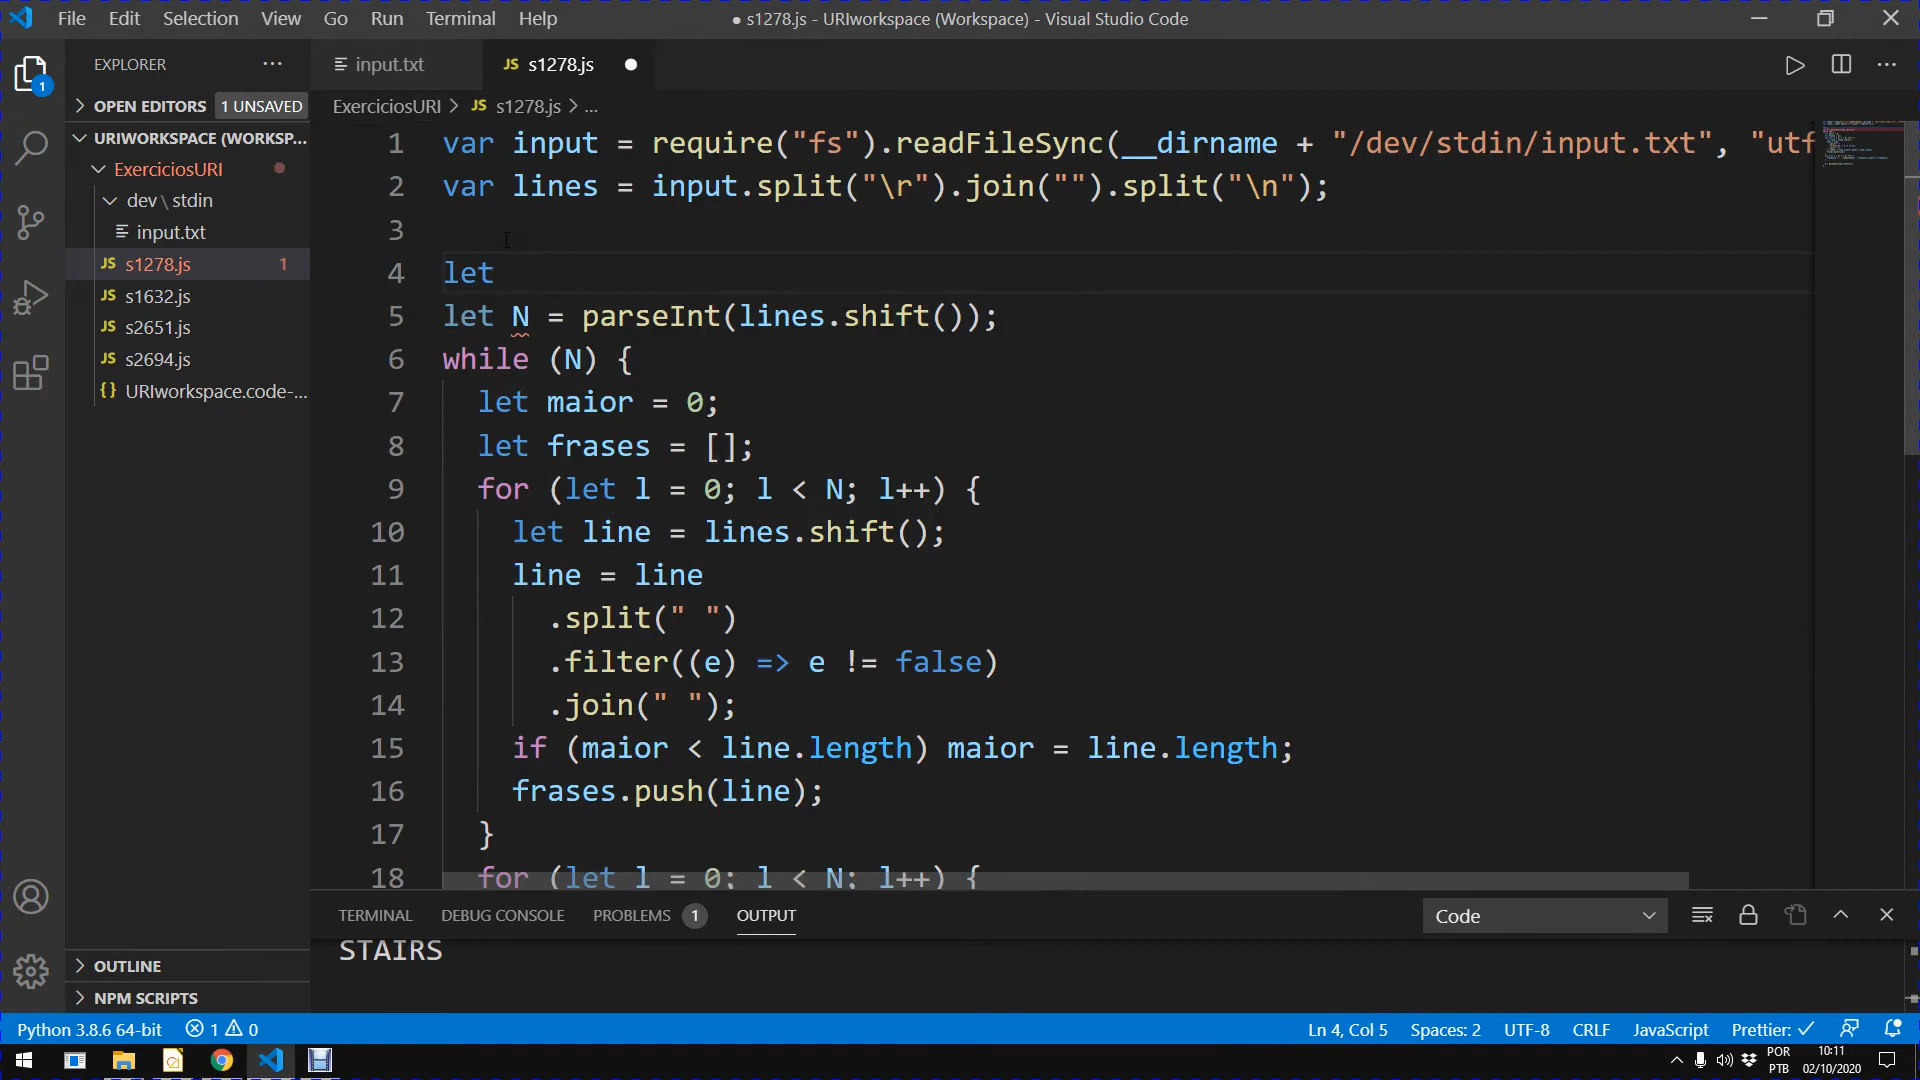 File Edit Selection View Go Run Terminal Help
● s1278.js - URIworkspace (Workspace) - Visual Studio Code
1
EXPLORER ...
OPEN EDITORS 1 UNSAVED
URIWORKSPACE (WORKSP...
ExerciciosURI
dev\stdin
input.txt
JS s1278.js 1
JS s1632.js
JS s2651.js
JS s2694.js
{} URIworkspace.code-...
OUTLINE
NPM SCRIPTS
input.txt
JS s1278.js ●
ExerciciosURI > JS s1278.js > ...
1 var input = require("fs").readFileSync(__dirname + "/dev/stdin/input.txt", "utf
2 var lines = input.split("\r").join("").split("\n");
3
4 let
5 let N = parseInt(lines.shift());
6 while (N) {
7 let maior = 0;
8 let frases = [];
9 for (let l = 0; l < N; l++) {
10 let line = lines.shift();
11 line = line
12 .split(" ")
13 .filter((e) => e != false)
14 .join(" ");
15 if (maior < line.length) maior = line.length;
16 frases.push(line);
17 }
18 for (let l = 0; l < N; l++) {
TERMINAL DEBUG CONSOLE PROBLEMS 1 OUTPUT
Code
STAIRS
Python 3.8.6 64-bit 1 0
Ln 4, Col 5 Spaces: 2 UTF-8 CRLF JavaScript Prettier: ✓
POR
PTB
10:11
02/10/2020